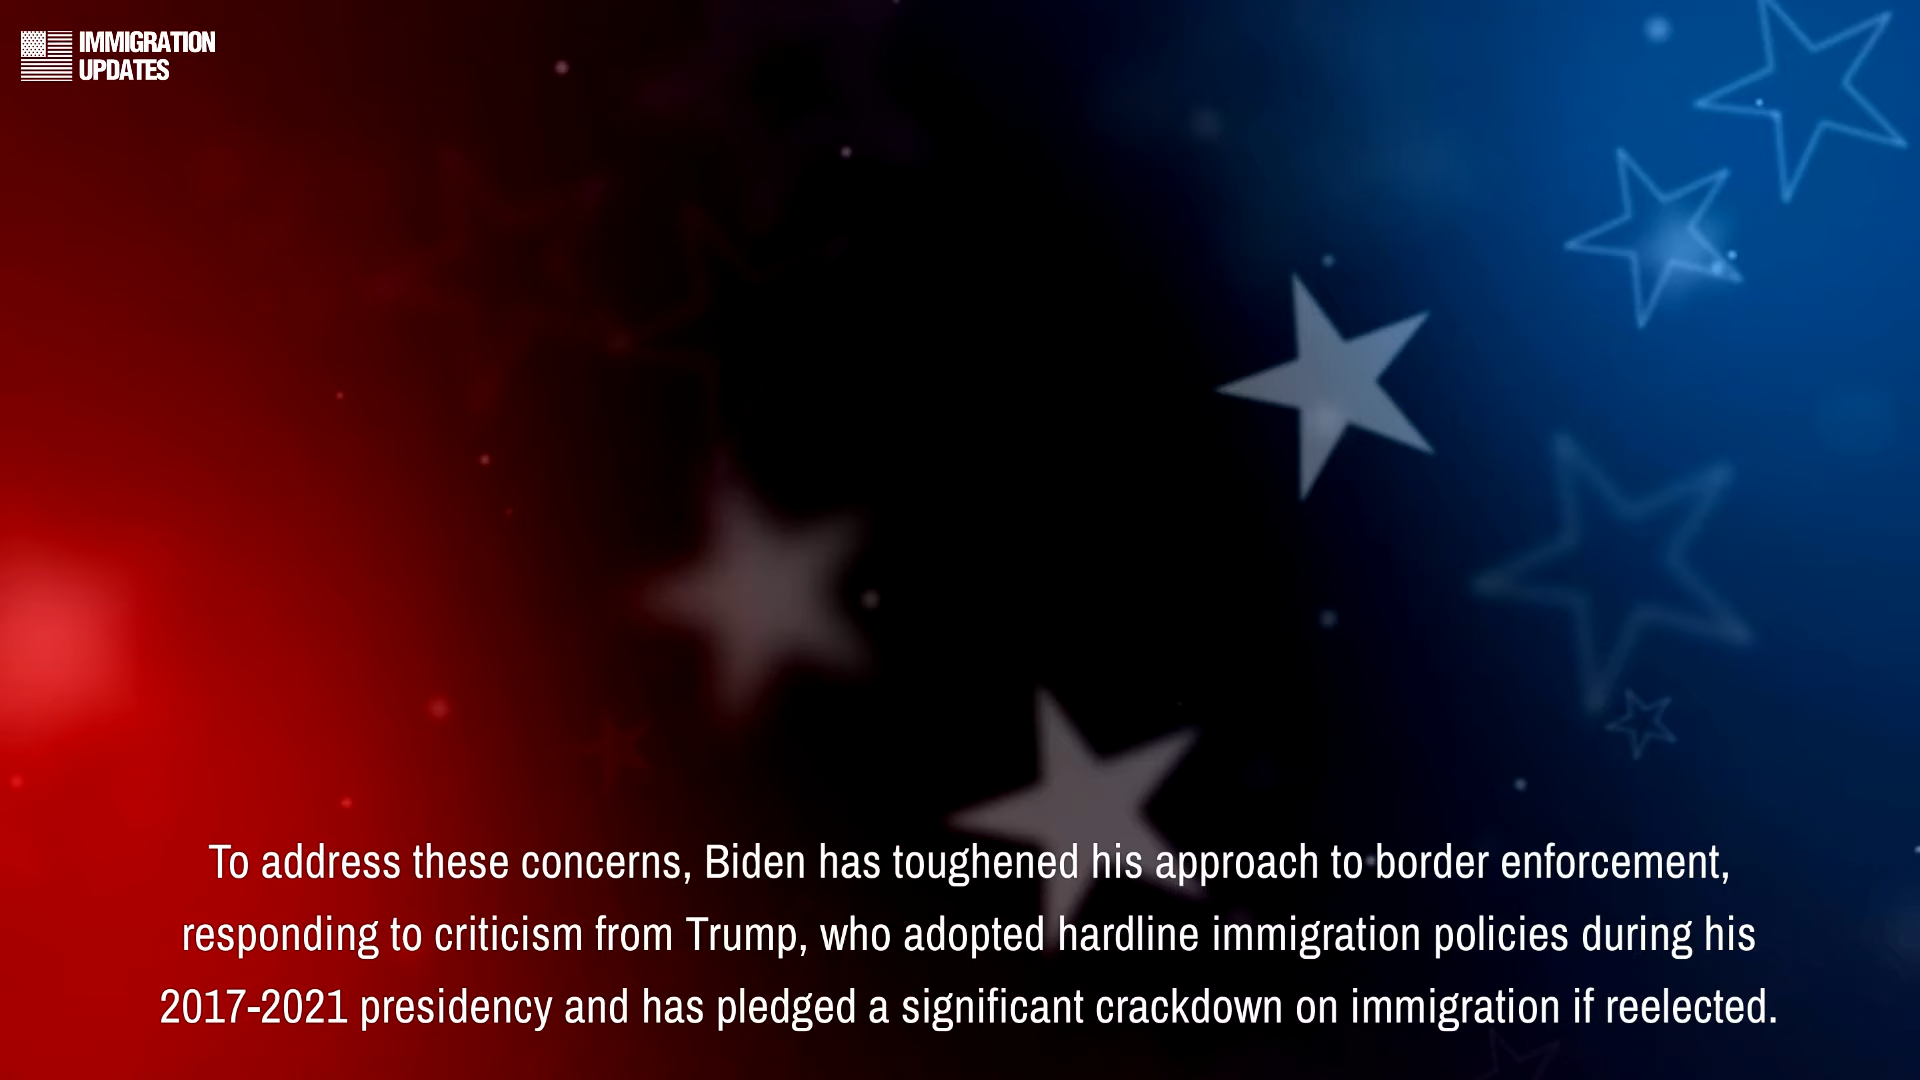 IMMIGRATION
UPDATES
To address these concerns, Biden has toughened his approach to border enforcement,
responding to criticism from Trump, who adopted hardline immigration policies during his
2017-2021 presidency and has pledged a significant crackdown on immigration if reelected.